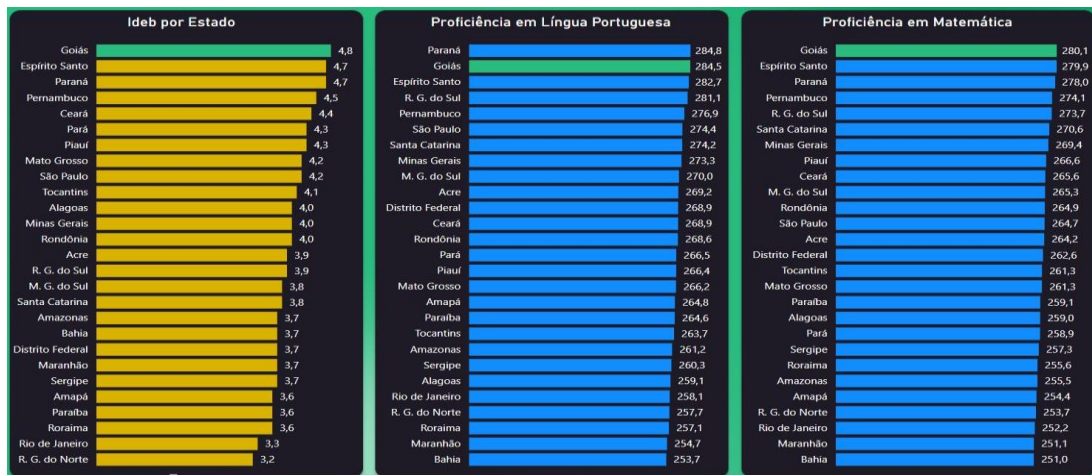 Ideb por Estado
Goiás 4,8
Espírito Santo 4,7
Paraná 4,7
Pernambuco 4,5
Ceará 4,4
Pará 4,3
Piauí 4,3
Mato Grosso 4,2
São Paulo 4,2
Tocantins 4,1
Alagoas 4,0
Minas Gerais 4,0
Rondônia 4,0
Acre 3,9
R. G. do Sul 3,9
M. G. do Sul 3,8
Santa Catarina 3,8
Amazonas 3,7
Bahia 3,7
Distrito Federal 3,7
Maranhão 3,7
Sergipe 3,7
Amapá 3,6
Paraíba 3,6
Roraima 3,6
Rio de Janeiro 3,3
R. G. do Norte 3,2
Proficiência em Língua Portuguesa
Paraná 284,8
Goiás 284,5
Espírito Santo 282,7
R. G. do Sul 281,1
Pernambuco 276,9
São Paulo 274,4
Santa Catarina 274,2
Minas Gerais 273,3
M. G. do Sul 270,0
Acre 269,2
Distrito Federal 268,9
Ceará 268,9
Rondônia 268,6
Pará 266,5
Piauí 266,4
Mato Grosso 266,2
Amapá 264,8
Paraíba 264,6
Tocantins 263,7
Amazonas 261,2
Sergipe 260,3
Alagoas 259,1
Rio de Janeiro 258,1
R. G. do Norte 257,7
Roraima 257,1
Maranhão 254,7
Bahia 253,7
Proficiência em Matemática
Goiás 280,1
Espírito Santo 279,9
Paraná 278,0
Pernambuco 274,1
R. G. do Sul 273,7
Santa Catarina 270,6
Minas Gerais 269,4
Piauí 266,6
Ceará 265,6
M. G. do Sul 265,3
Rondônia 264,9
São Paulo 264,7
Acre 264,2
Distrito Federal 262,6
Tocantins 261,3
Mato Grosso 261,3
Paraíba 259,1
Alagoas 259,0
Pará 258,9
Sergipe 257,3
Roraima 255,6
Amazonas 255,5
Amapá 254,4
R. G. do Norte 253,7
Rio de Janeiro 252,2
Maranhão 251,1
Bahia 251,0